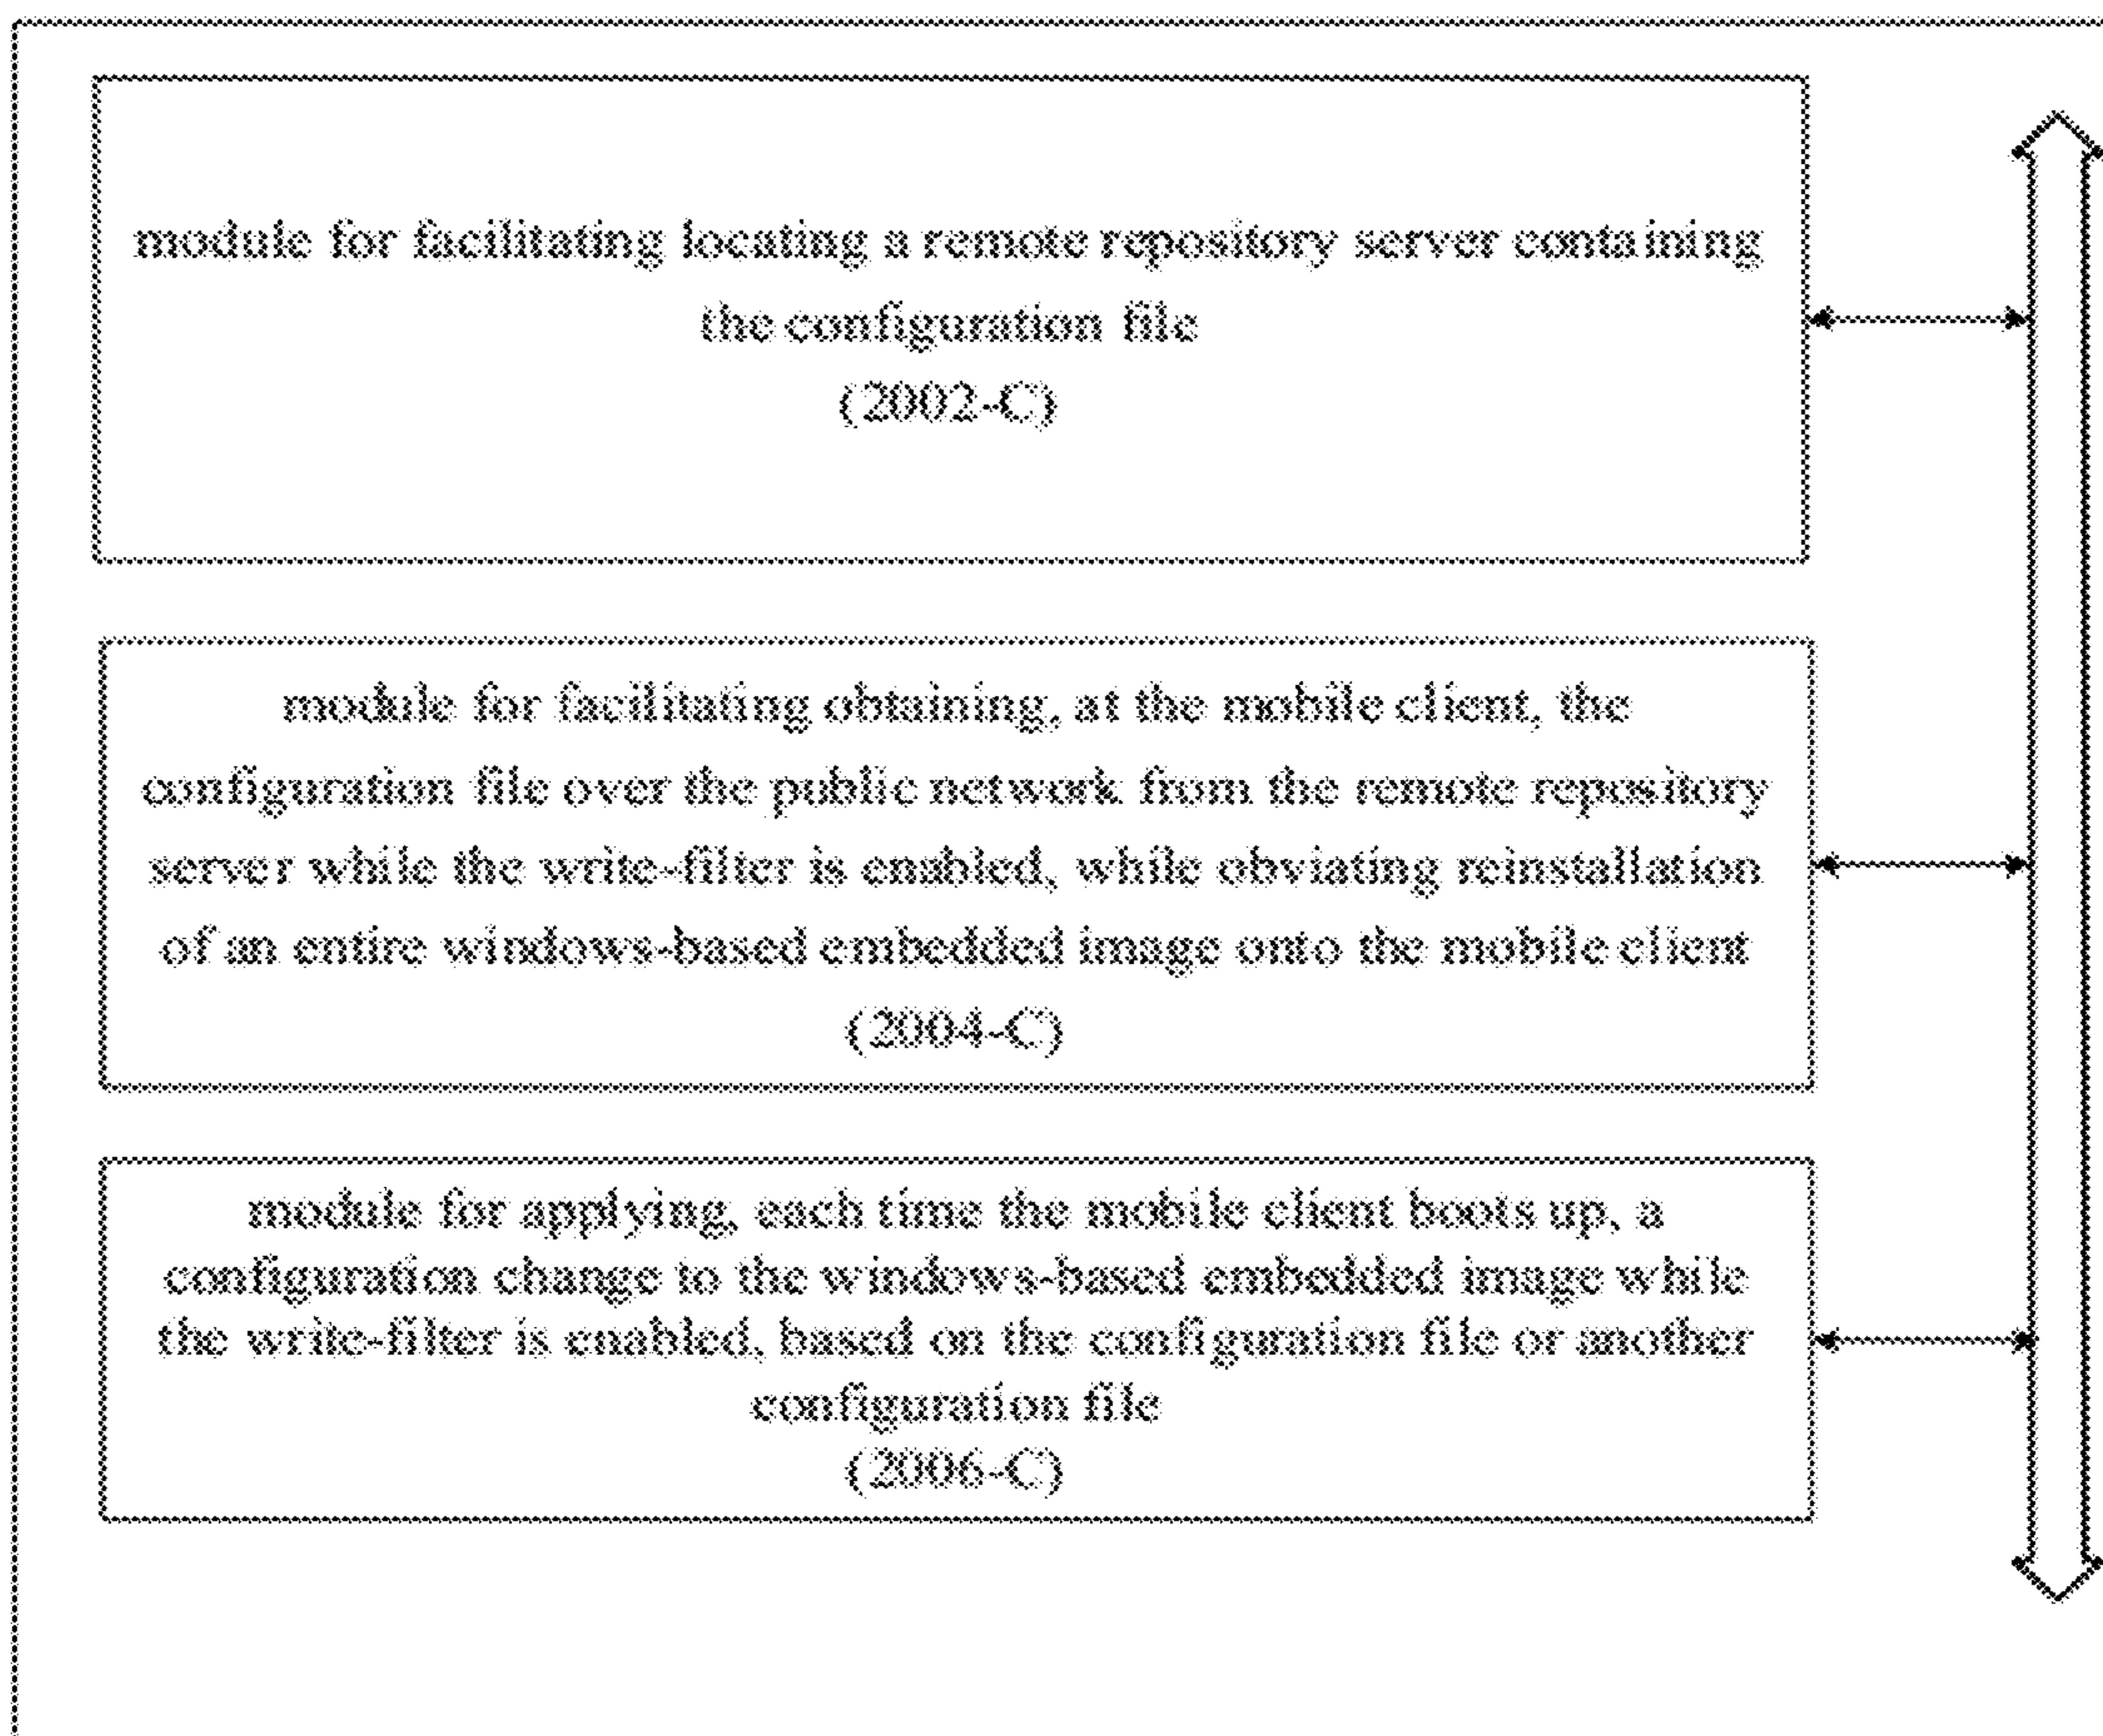 module for facilitating locating a remote repository server containing
the configuration file
(2002-C)
module for facilitating obtaining, at the mobile client, the
configuration file over the public network from the remote repository
server while the write-filter is enabled, while obviating reinstallation
of an entire windows-based embedded image onto the mobile client
(2004-C)
module for applying, each time the mobile client boots up, a
configuration change to the windows-based embedded image while
the write-filter is enabled, based on the configuration file or another
configuration file
(2006-C)